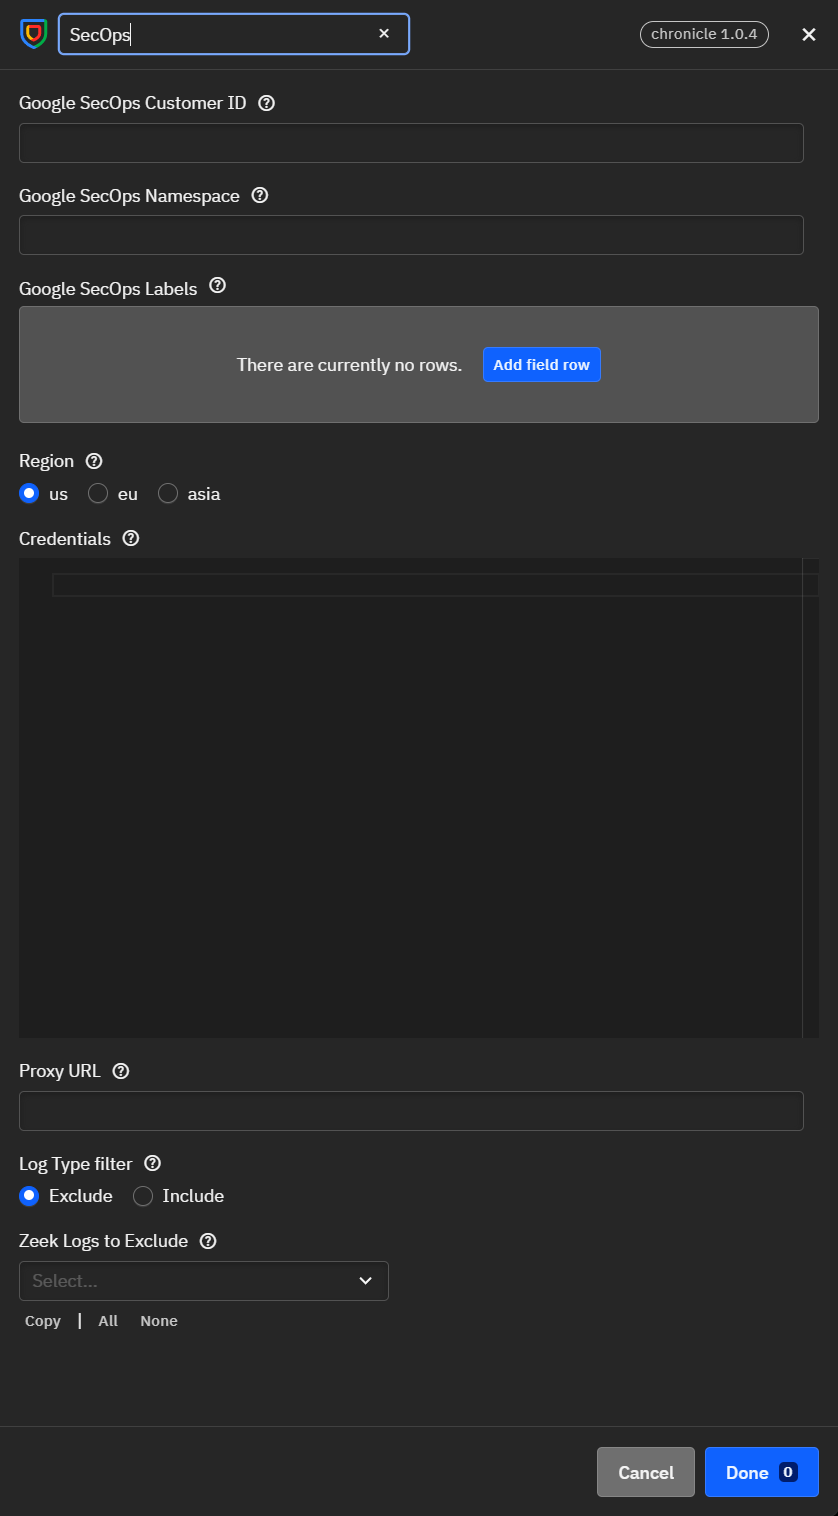 SecOps
chronicle 1.0.4
Google SecOps Customer ID
Google SecOps Namespace
Google SecOps Labels
There are currently no rows. Add field row
Region
us eu asia
Credentials
Proxy URL
Log Type filter
Exclude Include
Zeek Logs to Exclude
Select...
Copy | All None
Cancel Done 0